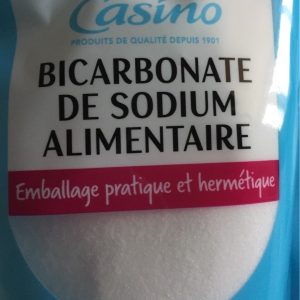 Casino
PRODUITS DE QUALITÉ DEPUIS 1901
BICARBONATE
DE SODIUM
ALIMENTAIRE
Emballage pratique et hermétique